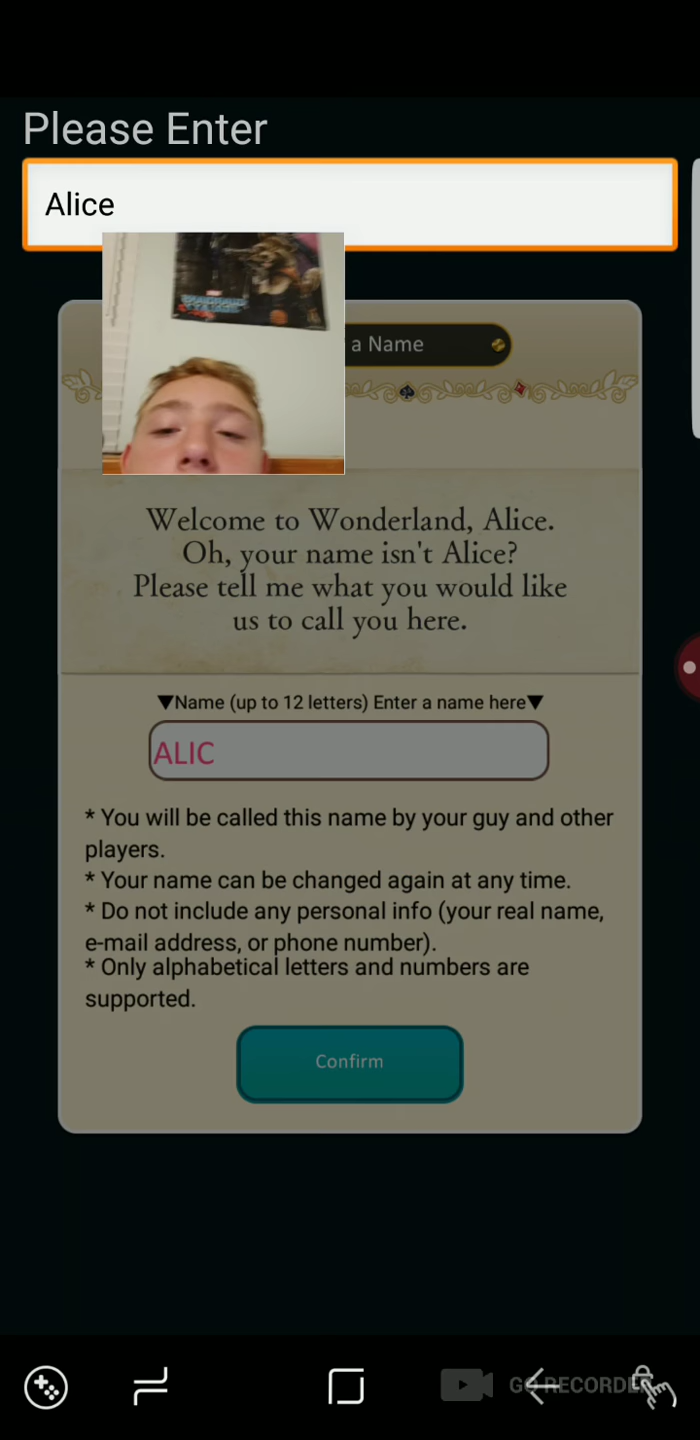 Please Enter
Alice
a Name
Welcome to Wonderland, Alice.
Oh, your name isn't Alice?
Please tell me what you would like
us to call you here.
▼Name (up to 12 letters) Enter a name here▼
ALIC
* You will be called this name by your guy and other
players.
* Your name can be changed again at any time.
* Do not include any personal info (your real name,
e-mail address, or phone number).
* Only alphabetical letters and numbers are
supported.
Confirm
GO RECORDER